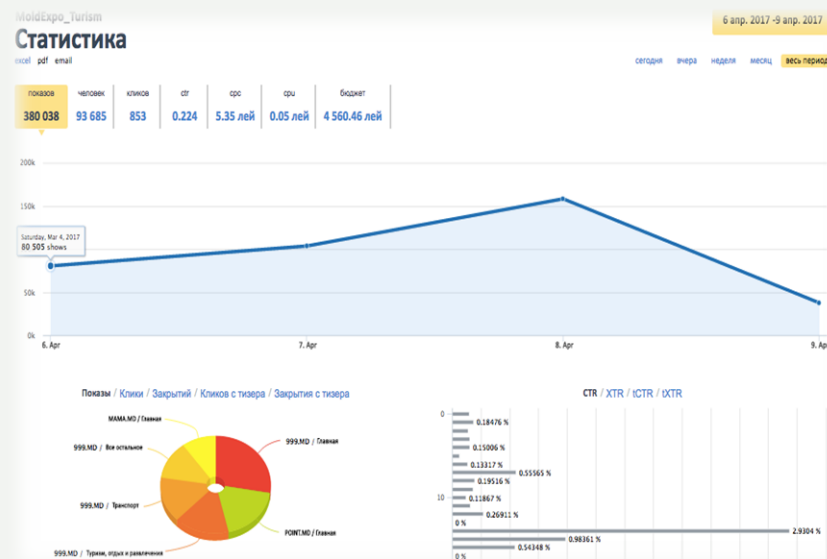 MoldExpo_Turism
6 апр. 2017 -9 апр. 2017
Статистика
excel pdf email
сегодня вчера неделя месяц весь период
показов человек кликов ctr cpc cpu бюджет
380 038 93 685 853 0.224 5.35 лей 0.05 лей 4 560.46 лей
200k
150k
Saturday, Mar 4, 2017
80 505 shows
50k
0k
6. Apr 7. Apr 8. Apr 9. Ap
Показы / Клики / Закрытий / Кликов с тизера / Закрытия с тизера
CTR / XTR / tCTR / tXTR
MAMA.MD / Главная
999.MD / Главная
999.MD / Все остальное
999.MD / Транспорт
POINT.MD / Главная
999.MD / Туризм, отдых и развлечения
0
0.18476 %
0.15006 %
0.13317 %
0.55565 %
0.19516 %
10
0.11867 %
0.26911 %
0 %
2.9304 %
0.98361 %
0.54348 %
0 %